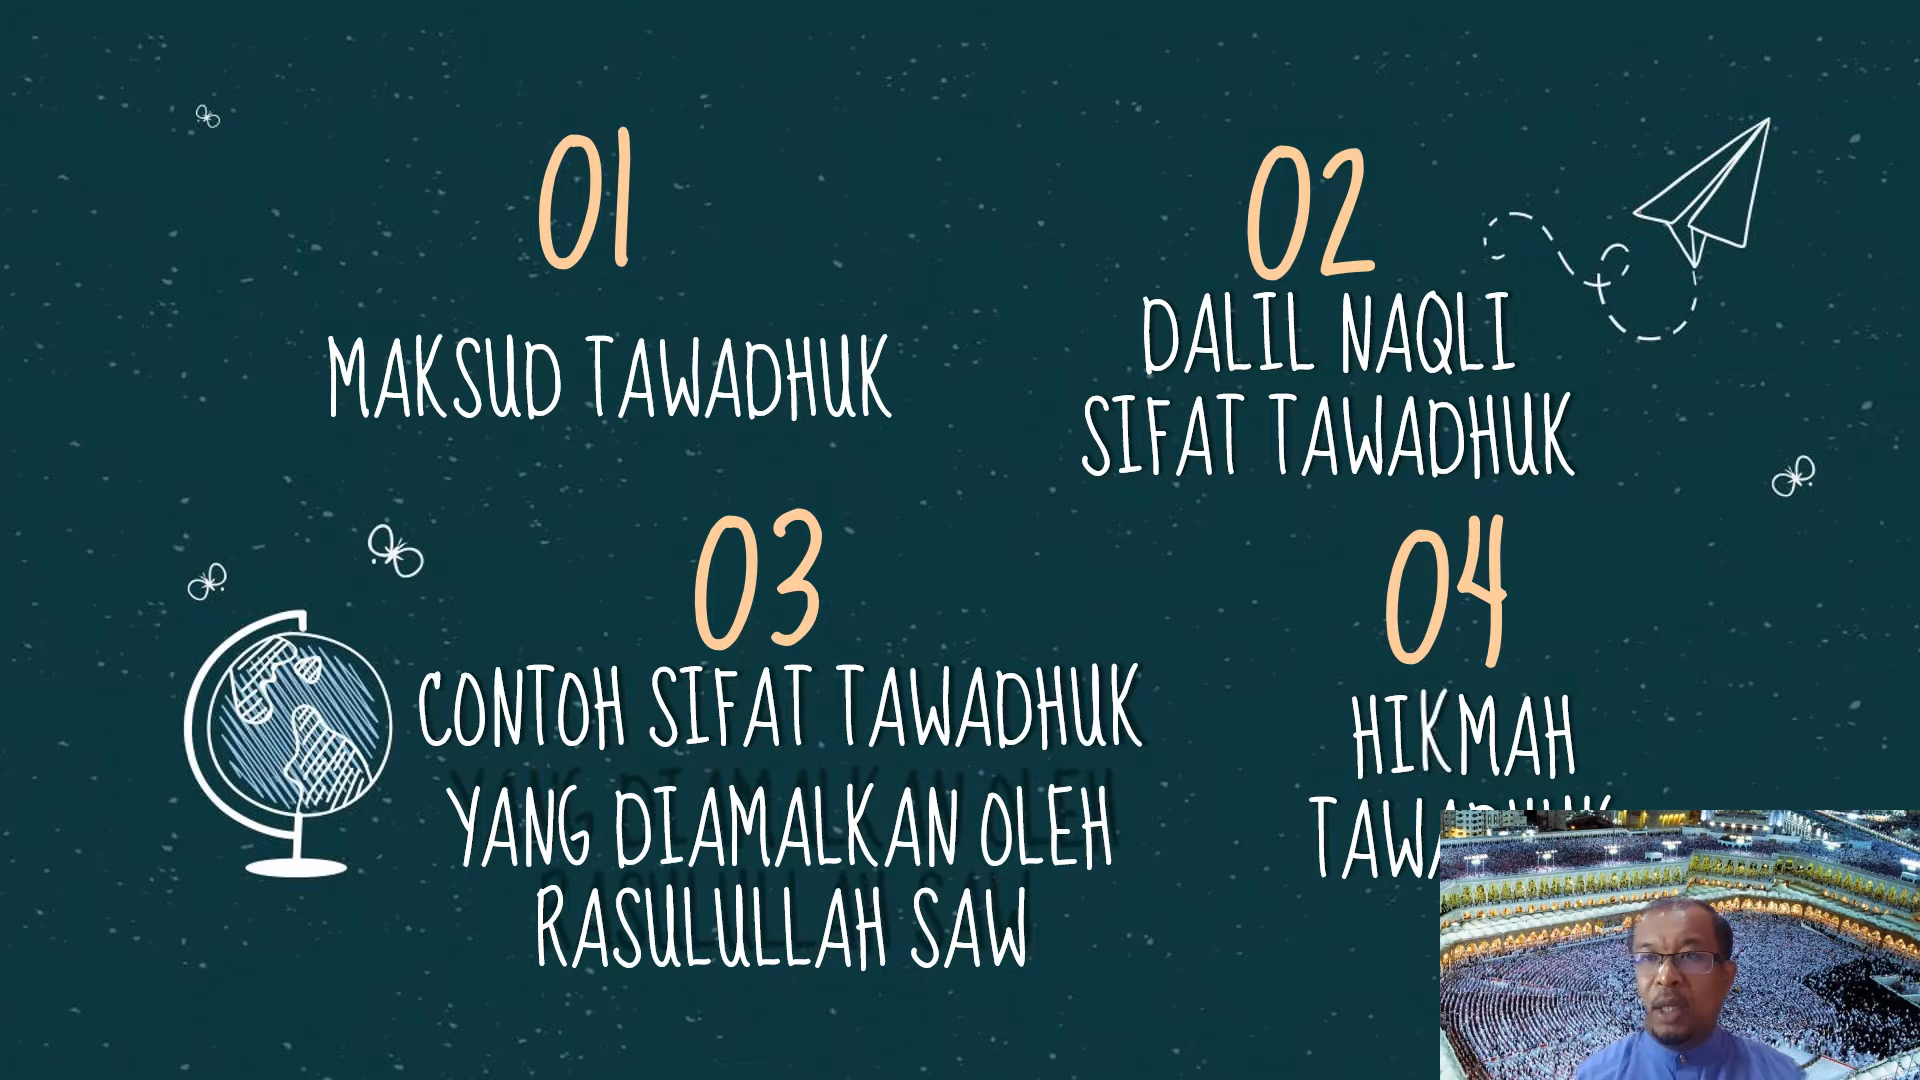 01
MAKSUD TAWADHUK
02
DALIL NAQLI
SIFAT TAWADHUK
03
CONTOH SIFAT TAWADHUK
YANG DIAMALKAN OLEH
RASULULLAH SAW
04
HIKMAH
TAWADHUK